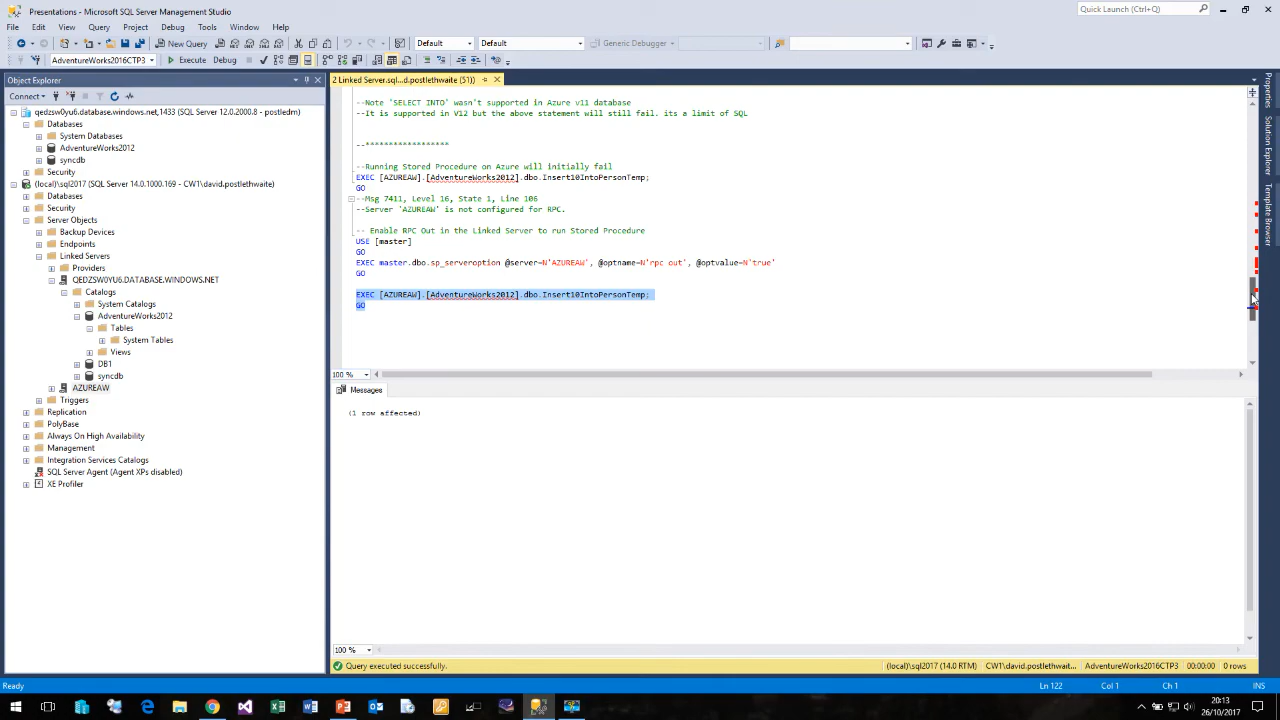 Presentations - Microsoft SQL Server Management Studio
Quick Launch (Ctrl+Q)
File Edit View Query Project Debug Tools Window Help
New Query
Default
Default
Generic Debugger
AdventureWorks2016CTP3
Execute Debug
Object Explorer
Connect
qedzsw0yu6.database.windows.net,1433 (SQL Server 12.0.2000.8 - postledm)
Databases
System Databases
AdventureWorks2012
syncdb
Security
(local)\sql2017 (SQL Server 14.0.1000.169 - CW1\david.postlethwaite)
Databases
Security
Server Objects
Backup Devices
Endpoints
Linked Servers
Providers
QEDZSW0YU6.DATABASE.WINDOWS.NET
Catalogs
System Catalogs
AdventureWorks2012
Tables
System Tables
Views
DB1
syncdb
AZUREAW
Triggers
Replication
PolyBase
Always On High Availability
Management
Integration Services Catalogs
SQL Server Agent (Agent XPs disabled)
XE Profiler
2 Linked Server.sql...d.postlethwaite (51))
--Note 'SELECT INTO' wasn't supported in Azure v11 database
--It is supported in V12 but the above statement will still fail. its a limit of SQL
--******************
--Running Stored Procedure on Azure will initially fail
EXEC [AZUREAW].[AdventureWorks2012].dbo.Insert10IntoPersonTemp;
GO
--Msg 7411, Level 16, State 1, Line 106
--Server 'AZUREAW' is not configured for RPC.
-- Enable RPC Out in the Linked Server to run Stored Procedure
USE [master]
GO
EXEC master.dbo.sp_serveroption @server=N'AZUREAW', @optname=N'rpc out', @optvalue=N'true'
GO
EXEC [AZUREAW].[AdventureWorks2012].dbo.Insert10IntoPersonTemp;
GO
100 %
Messages
(1 row affected)
100 %
Query executed successfully.
(local)\sql2017 (14.0 RTM) CW1\david.postlethwait... AdventureWorks2016CTP3 00:00:00 0 rows
Properties
Solution Explorer
Template Browser
Ready
Ln 122 Col 1 Ch 1 INS
20:13
26/10/2017